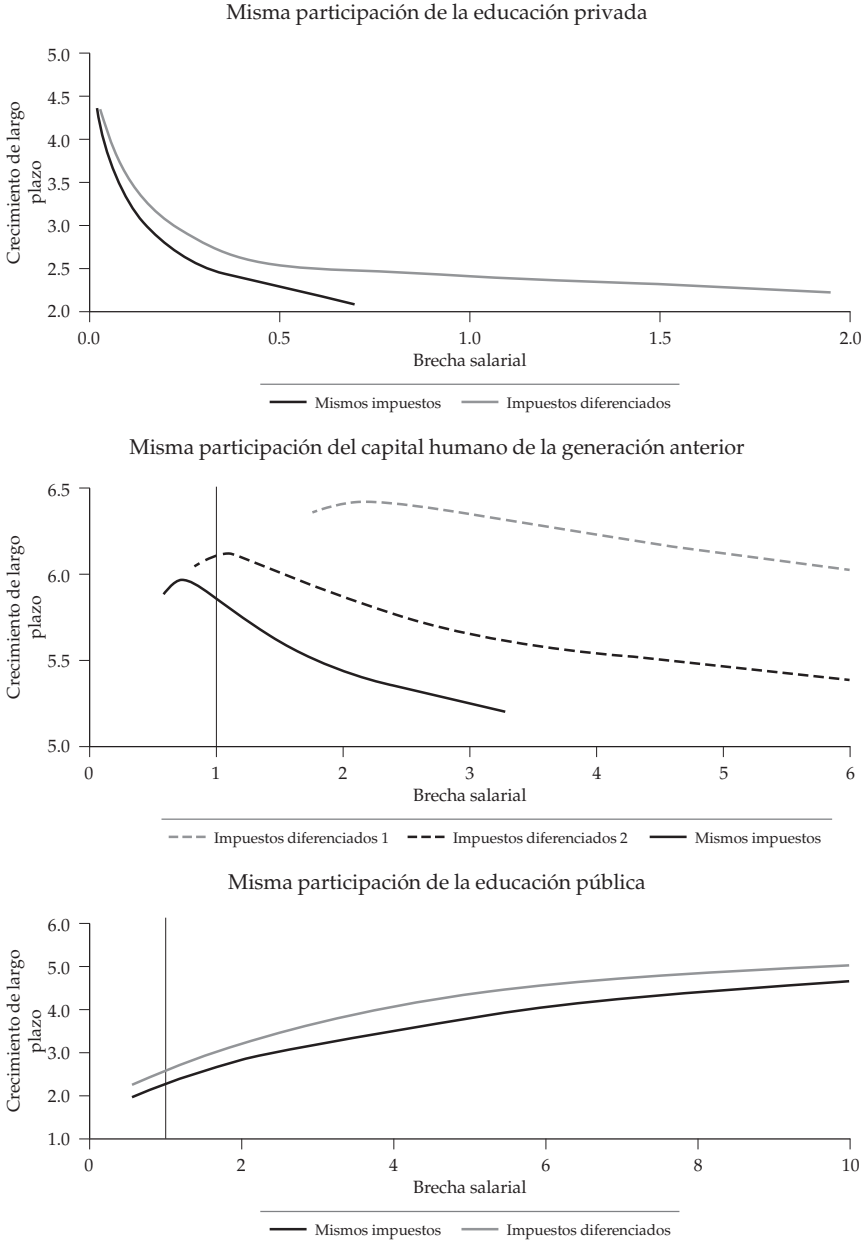 Misma participación de la educación privada
5.0
4.5
4.0
3.5
3.0
2.5
2.0
Crecimiento de largo
plazo
0.0 0.5 1.0 1.5 2.0
Brecha salarial
Mismos impuestos Impuestos diferenciados
Misma participación del capital humano de la generación anterior
6.5
6.0
5.5
5.0
Crecimiento de largo
plazo
0 1 2 3 4 5 6
Brecha salarial
Impuestos diferenciados 1 Impuestos diferenciados 2 Mismos impuestos
Misma participación de la educación pública
6.0
5.0
4.0
3.0
2.0
1.0
Crecimiento de largo
plazo
0 2 4 6 8 10
Brecha salarial
Mismos impuestos Impuestos diferenciados